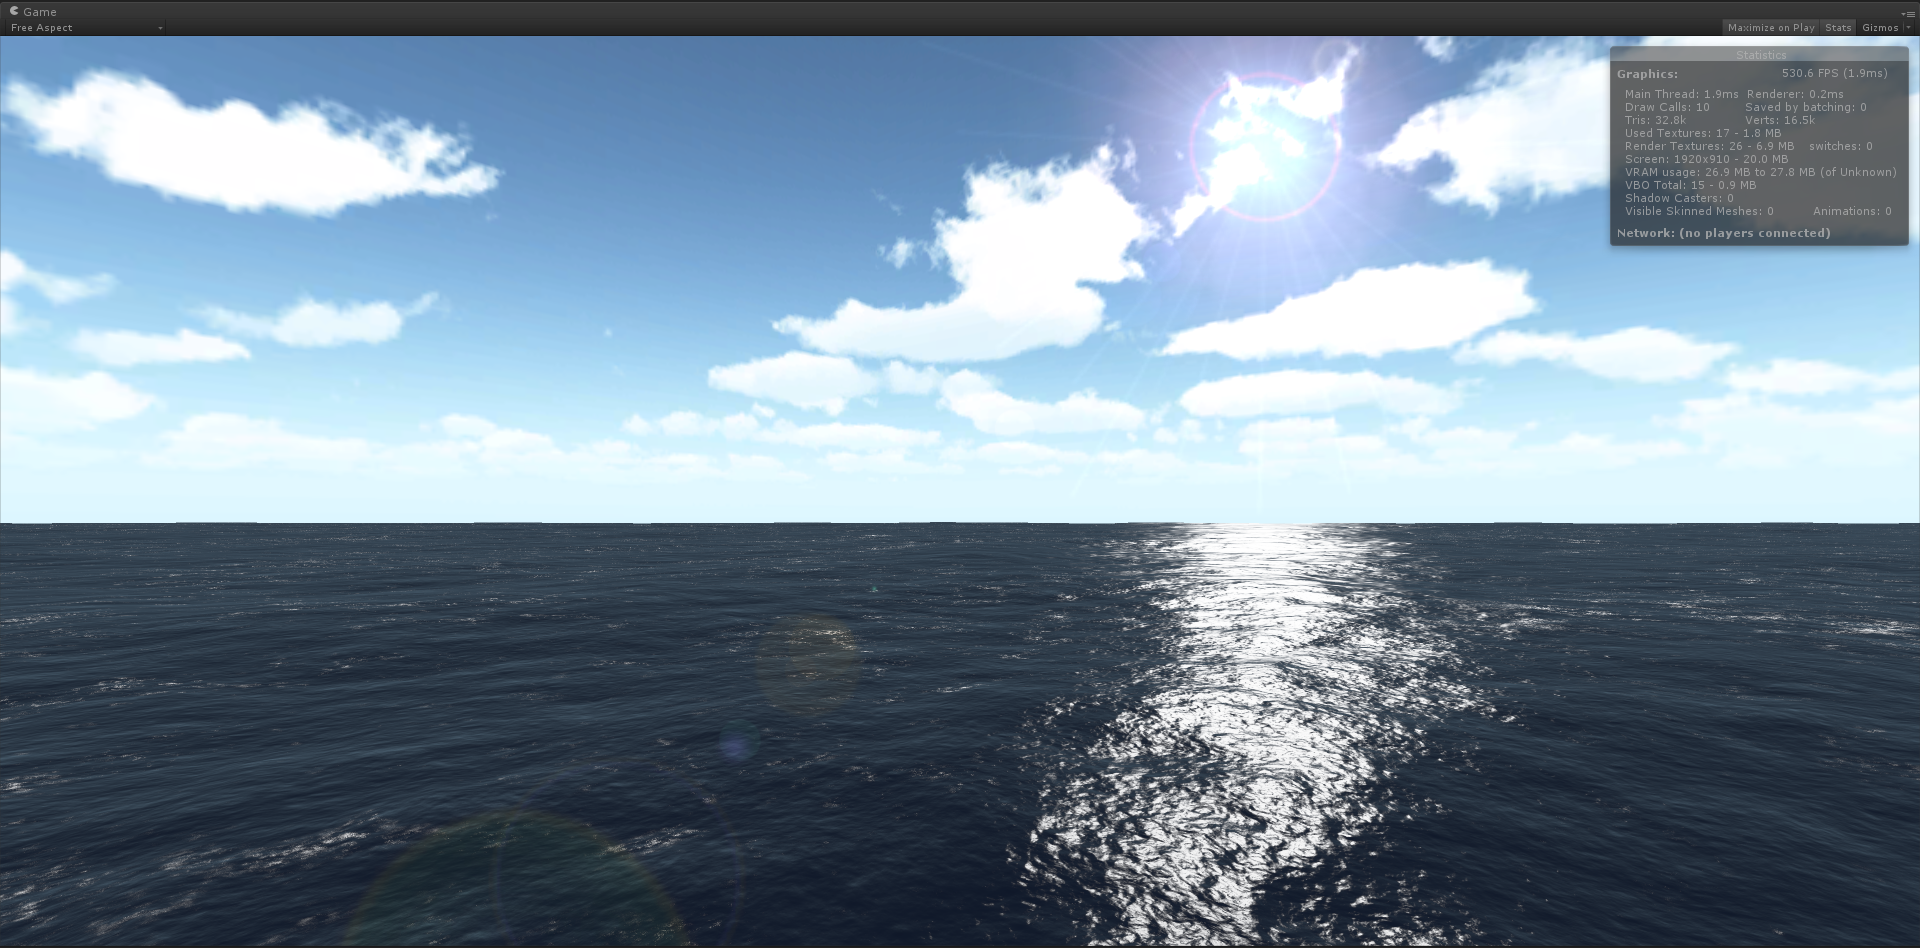 Game
Free Aspect
Maximize on Play Stats Gizmos
Statistics
Graphics: 530.6 FPS (1.9ms)
Main Thread: 1.9ms Renderer: 0.2ms
Draw Calls: 10 Saved by batching: 0
Tris: 32.8k Verts: 16.5k
Used Textures: 17 - 1.8 MB
Render Textures: 26 - 6.9 MB switches: 0
Screen: 1920x910 - 20.0 MB
VRAM usage: 26.9 MB to 27.8 MB (of Unknown)
VBO Total: 15 - 0.9 MB
Shadow Casters: 0
Visible Skinned Meshes: 0 Animations: 0
Network: (no players connected)